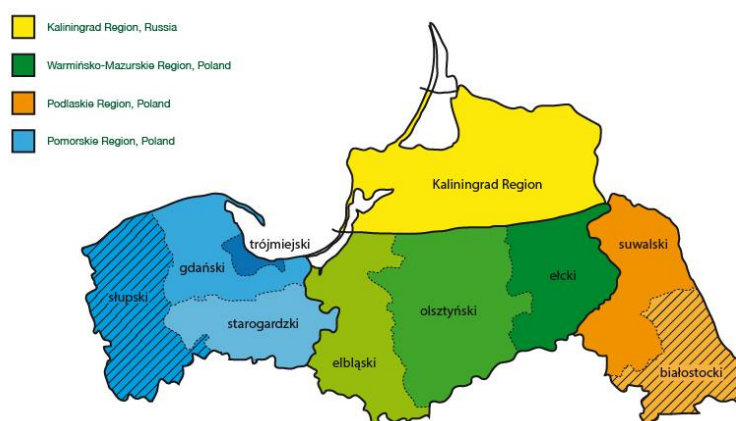 Kaliningrad Region, Russia
Warmińsko-Mazurskie Region, Poland
Podlaskie Region, Poland
Pomorskie Region, Poland
Kaliningrad Region
trójmiejski
suwalski
gdański
ełcki
słupski
olsztyński
starogardzki
elbląski
białostocki